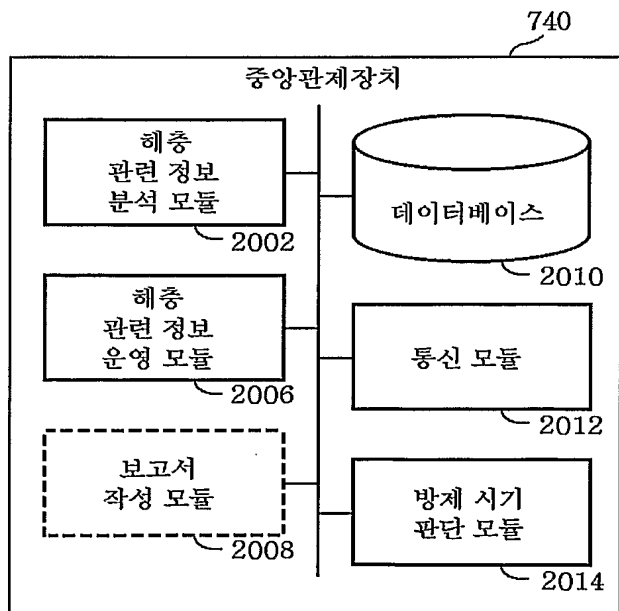 740
중앙관제장치
해충
관련 정보
분석 모듈
2002
데이터베이스
2010
해충
관련 정보
운영 모듈
2006
통신 모듈
2012
보고서
작성 모듈
2008
방제 시기
판단 모듈
2014